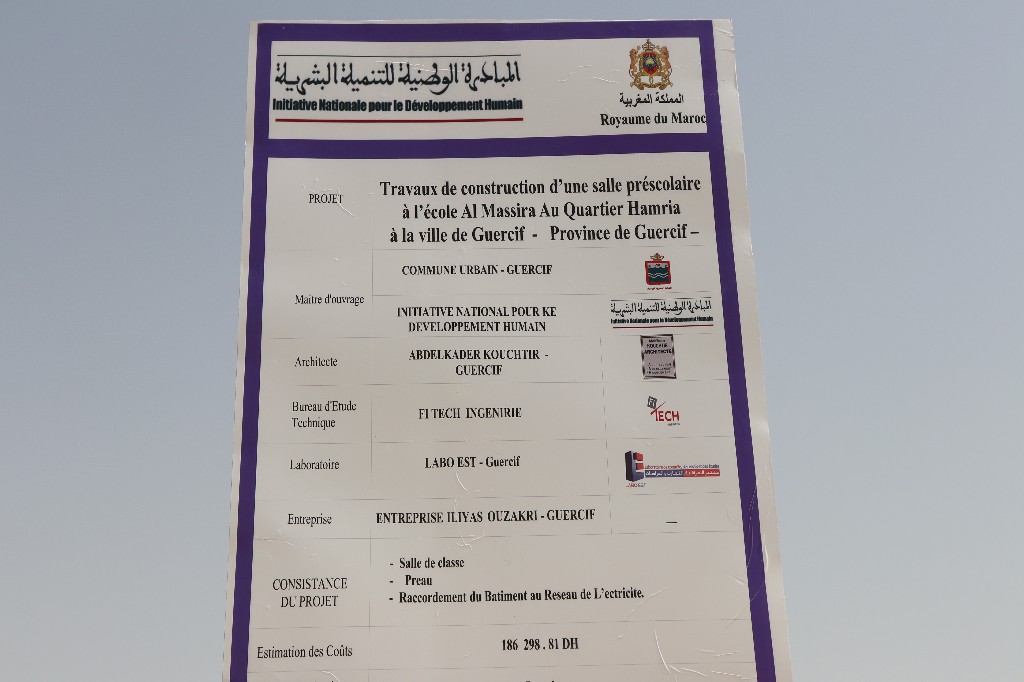 المبادرة الوطنية للتنمية البشرية
Initiative Nationale pour le Développement Humain
المملكة المغربية
Royaume du Maroc
PROJET
Travaux de construction d'une salle préscolaire
à l'école Al Massira Au Quartier Hamria
à la ville de Guercif - Province de Guercif –
Maitre d'ouvrage
COMMUNE URBAIN - GUERCIF
INITIATIVE NATIONAL POUR KE
DEVELOPPEMENT HUMAIN
المبادرة الوطنية للتنمية البشرية
Initiative Nationale pour le Développement Humain
Architecte
ABDELKADER KOUCHTIR -
GUERCIF
KOUCHTIR
ARCHITECTE
Bureau d'Etude
Technique
FI TECH INGENIRIE
FI TECH
Laboratoire
LABO EST - Guercif
LABO EST
Entreprise
ENTREPRISE ILIYAS OUZAKRI - GUERCIF
—
CONSISTANCE
DU PROJET
- Salle de classe
- Preau
- Raccordement du Batiment au Reseau de L'ectricite.
Estimation des Coûts
186 298 . 81 DH